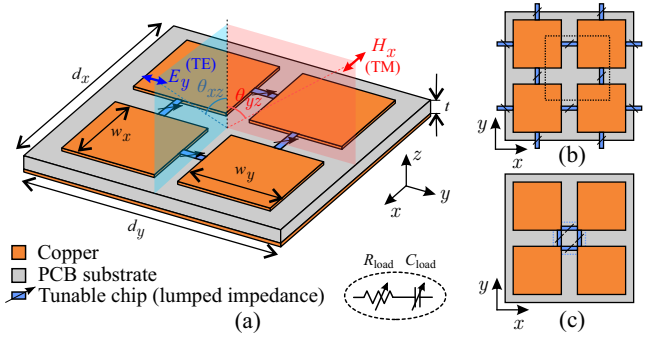 d_x
E_y
(TE)
θ_xz
θ_yz
H_x
(TM)
t
w_x
w_y
d_y
z
y
x
Copper
PCB substrate
Tunable chip (lumped impedance)
(a)
R_load C_load
y
x
(b)
y
x
(c)